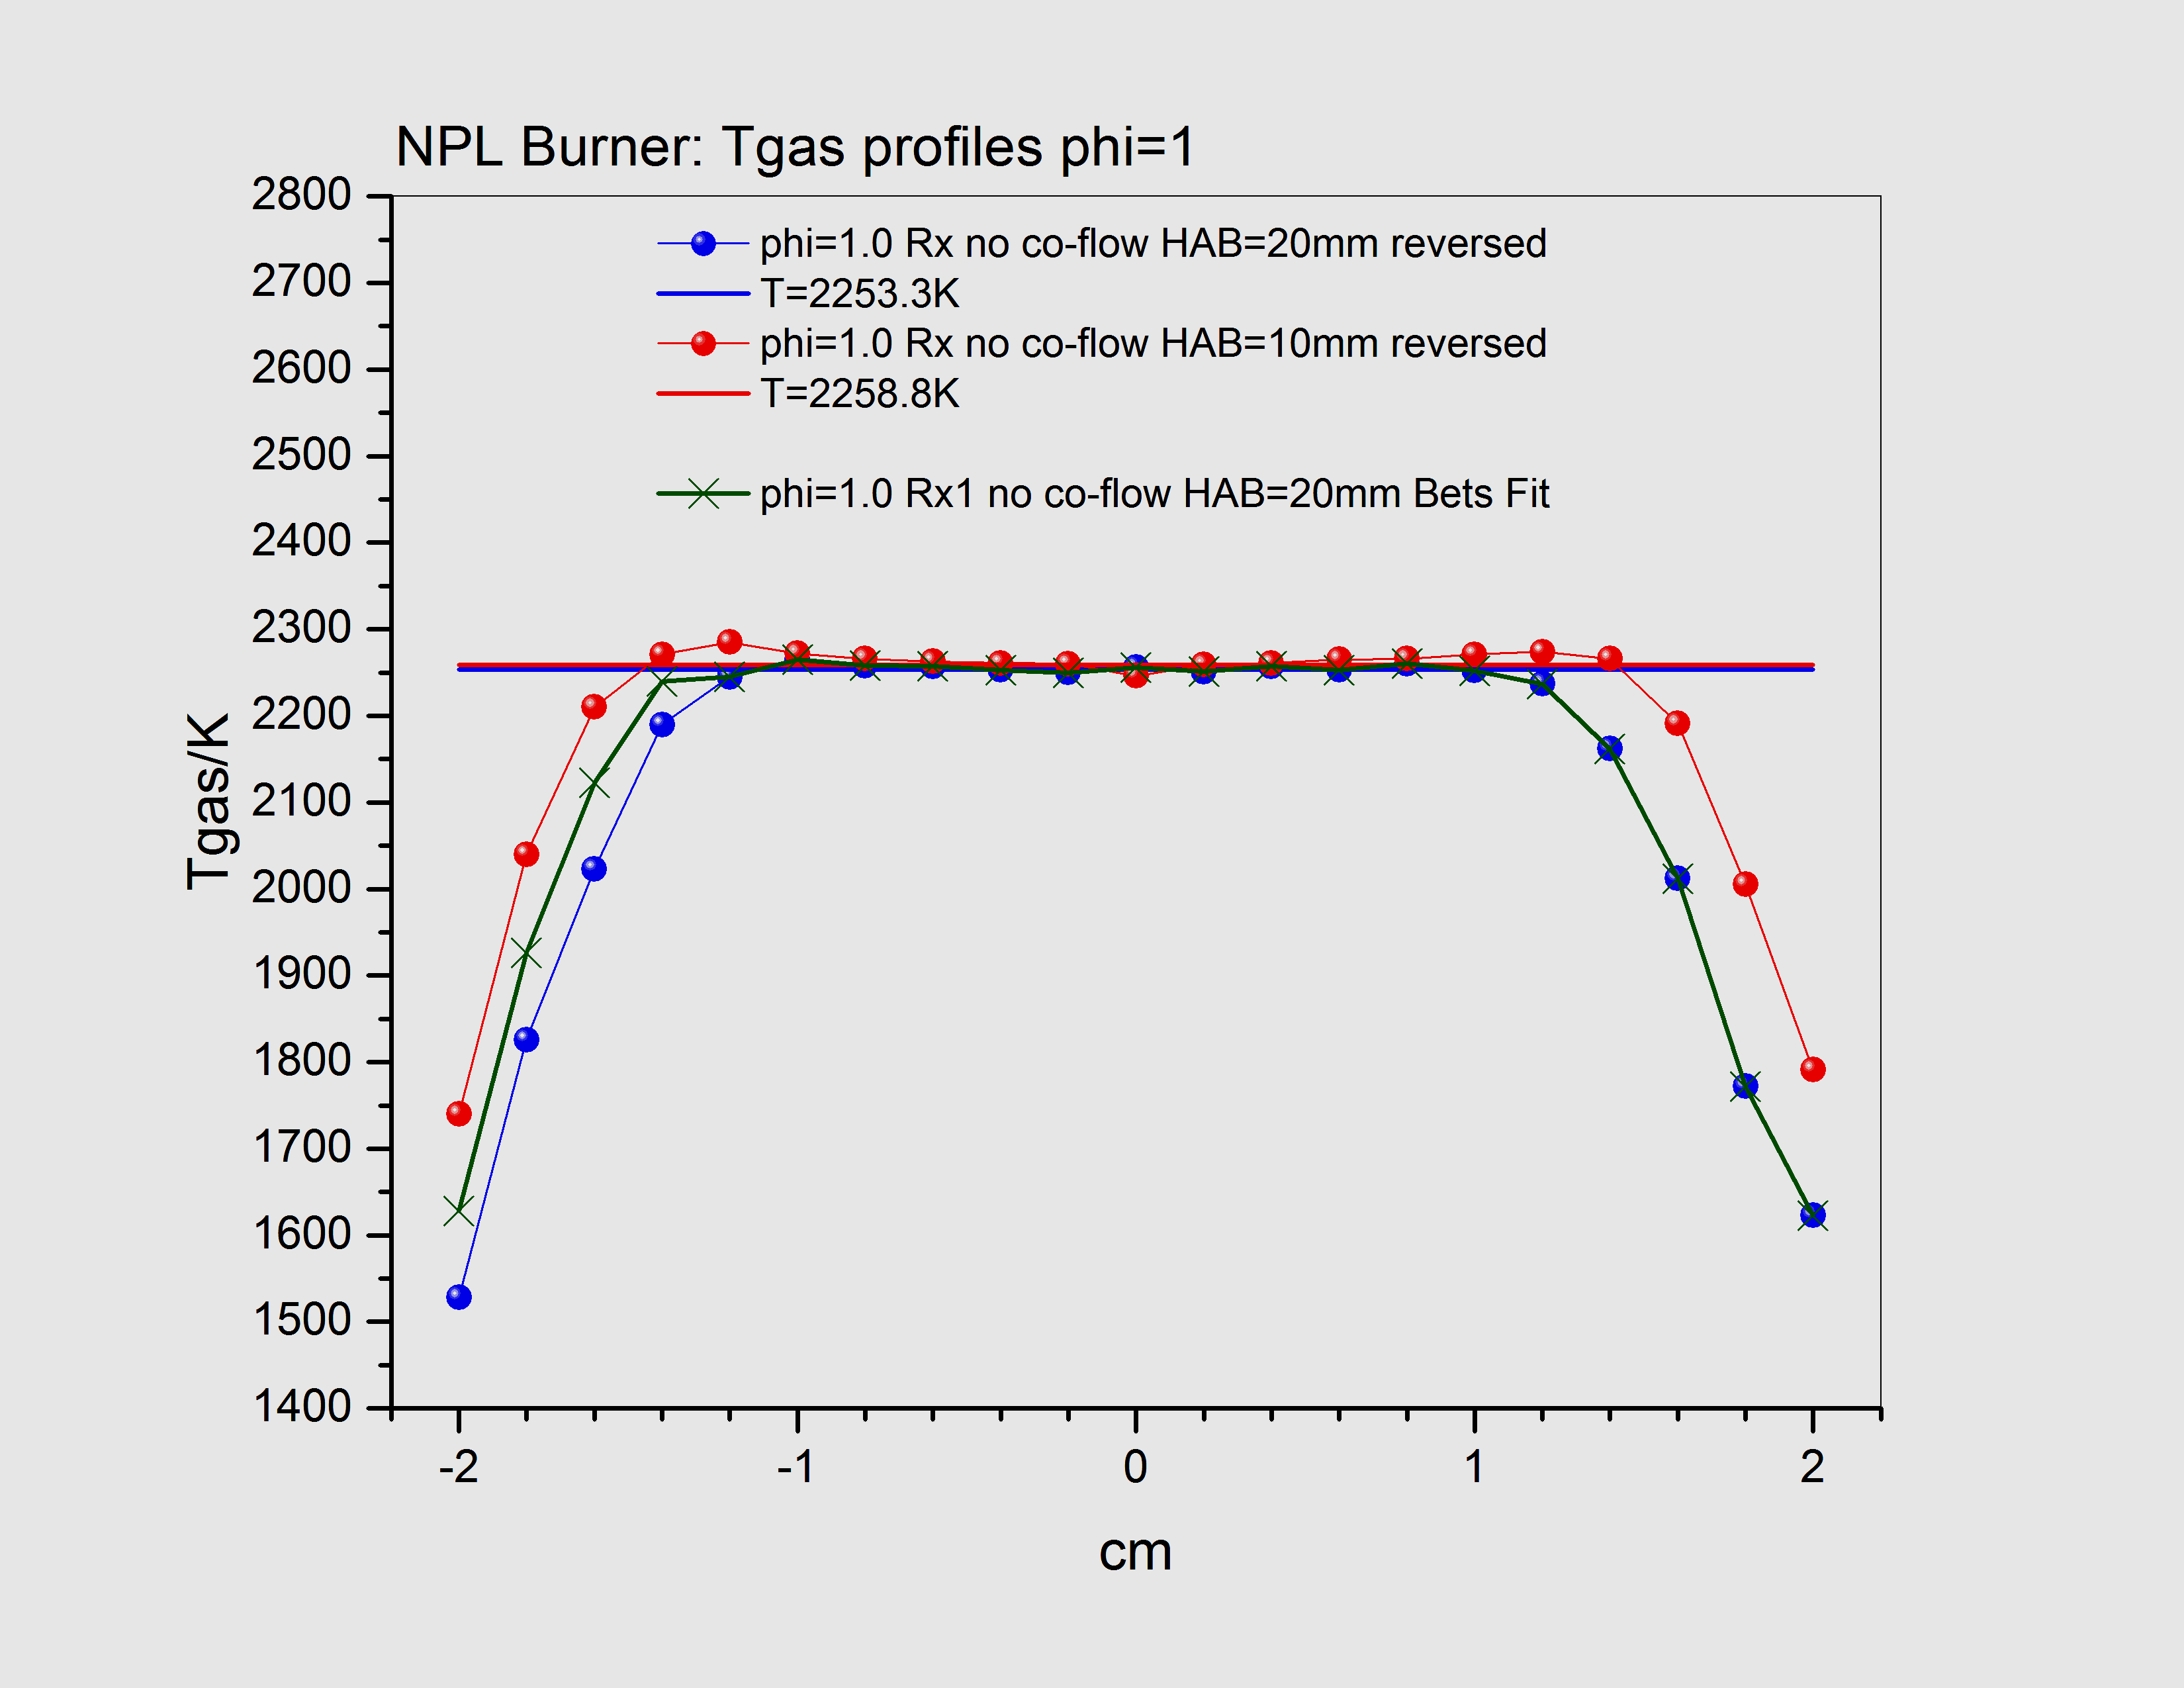 NPL Burner: Tgas profiles phi=1
2800
2700
2600
2500
2400
2300
2200
2100
2000
1900
1800
1700
1600
1500
1400
Tgas/K
phi=1.0 Rx no co-flow HAB=20mm reversed
T=2253.3K
phi=1.0 Rx no co-flow HAB=10mm reversed
T=2258.8K
phi=1.0 Rx1 no co-flow HAB=20mm Bets Fit
-2
-1
0
1
2
cm